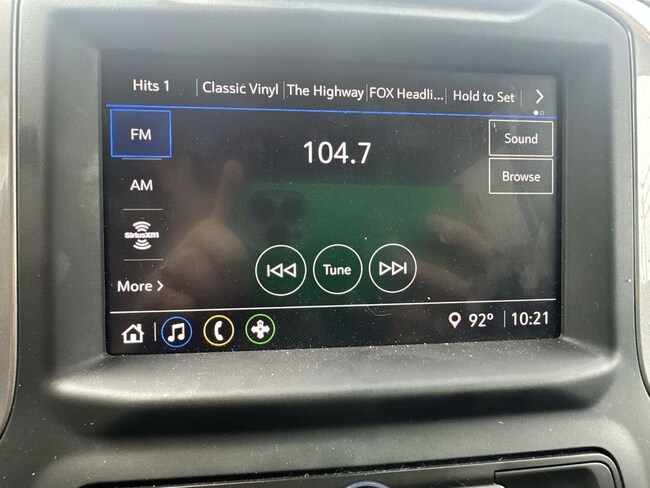 Hits 1 Classic Vinyl The Highway FOX Headli... Hold to Set
FM 104.7 Sound
AM Browse
SiriusXM
Tune
More
92° 10:21